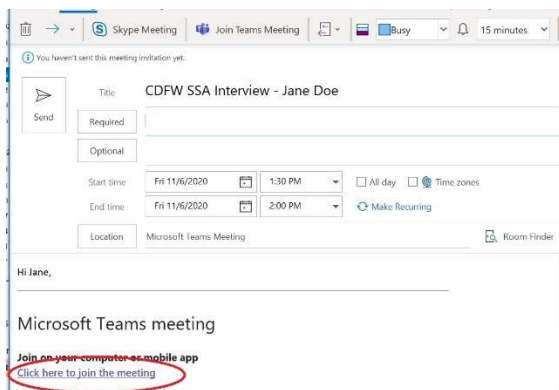 Skype Meeting Join Teams Meeting Busy 15 minutes
You haven't sent this meeting invitation yet.
Title CDFW SSA Interview - Jane Doe
Send Required
Optional
Start time Fri 11/6/2020 1:30 PM All day Time zones
End time Fri 11/6/2020 2:00 PM Make Recurring
Location Microsoft Teams Meeting Room Finder
Hi Jane,
Microsoft Teams meeting
Join on your computer or mobile app
Click here to join the meeting